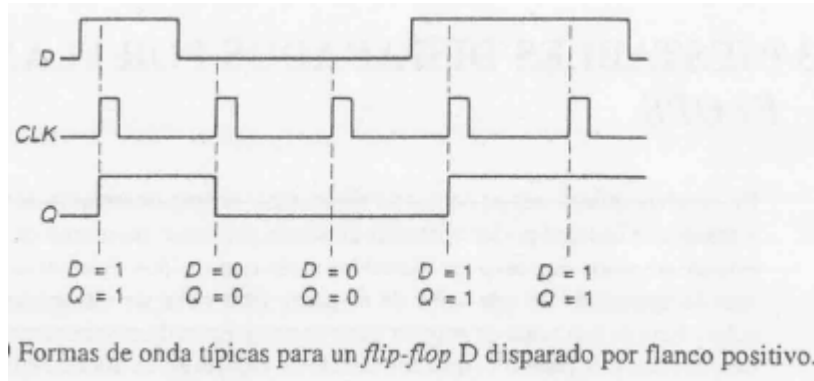 D
CLK
Q
D = 1 D = 0 D = 0 D = 1 D = 1
Q = 1 Q = 0 Q = 0 Q = 1 Q = 1
Formas de onda típicas para un flip-flop D disparado por flanco positivo.